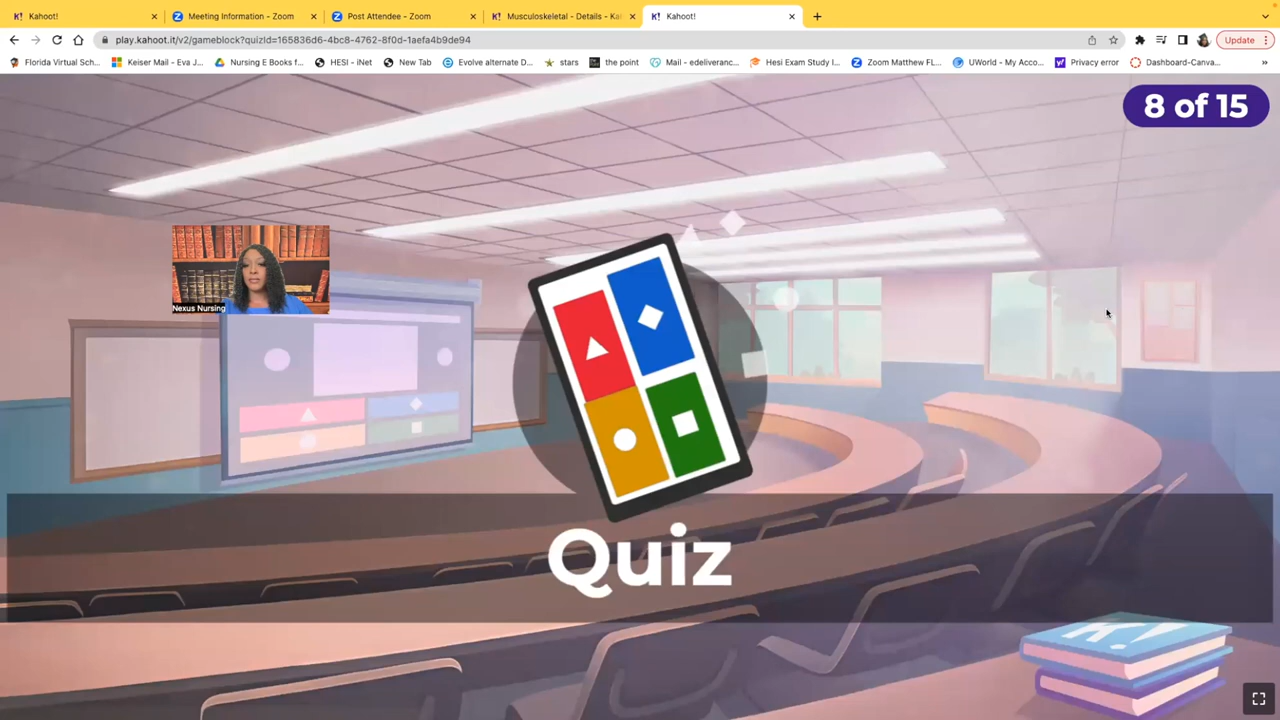 Kahoot!
Meeting Information - Zoom
Post Attendee - Zoom
Musculoskeletal - Details - Ka
Kahoot!
play.kahoot.it/v2/gameblock?quizId=165836d6-4bc8-4762-8f0d-1aefa4b9de94
Update
Florida Virtual Sch...
Keiser Mail - Eva J...
Nursing E Books f...
HESI - iNet
New Tab
Evolve alternate D...
stars
the point
Mail - edeliveranc...
Hesi Exam Study I...
Zoom Matthew FL...
UWorld - My Acco...
Privacy error
Dashboard-Canva...
»
8 of 15
Nexus Nursing
Quiz
K!